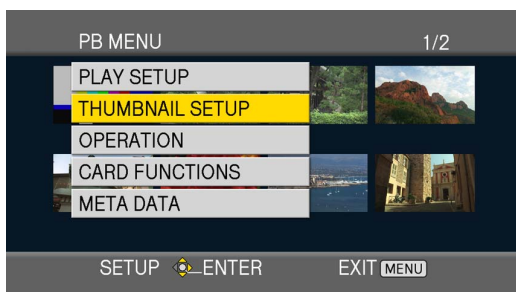 PB MENU 1/2
PLAY SETUP
THUMBNAIL SETUP
OPERATION
CARD FUNCTIONS
META DATA
SETUP ENTER EXIT MENU